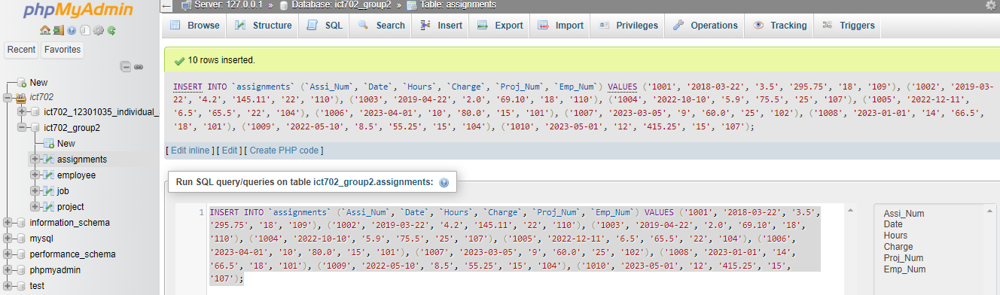 phpMyAdmin
Recent Favorites
New
ict702
ict702_12301035_individual_
ict702_group2
New
assignments
employee
job
project
information_schema
mysql
performance_schema
phpmyadmin
test
Server: 127.0.0.1 » Database: ict702_group2 » Table: assignments
Browse Structure SQL Search Insert Export Import Privileges Operations Tracking Triggers
10 rows inserted.
INSERT INTO `assignments` (`Assi_Num`, `Date`, `Hours`, `Charge`, `Proj_Num`, `Emp_Num`) VALUES ('1001', '2018-03-22', '3.5', '295.75', '18', '109'), ('1002', '2019-03-
22', '4.2', '145.11', '22', '110'), ('1003', '2019-04-22', '2.0', '69.10', '18', '110'), ('1004', '2022-10-10', '5.9', '75.5', '25', '107'), ('1005', '2022-12-11',
'6.5', '65.5', '22', '104'), ('1006', '2023-04-01', '10', '80.0', '15', '101'), ('1007', '2023-03-05', '9', '60.0', '25', '102'), ('1008', '2023-01-01', '14', '66.5',
'18', '101'), ('1009', '2022-05-10', '8.5', '55.25', '15', '104'), ('1010', '2023-05-01', '12', '415.25', '15', '107');
[ Edit inline ] [ Edit ] [ Create PHP code ]
Run SQL query/queries on table ict702_group2.assignments:
1 INSERT INTO `assignments` (`Assi_Num`, `Date`, `Hours`, `Charge`, `Proj_Num`, `Emp_Num`) VALUES ('1001', '2018-03-22', '3.5',
'295.75', '18', '109'), ('1002', '2019-03-22', '4.2', '145.11', '22', '110'), ('1003', '2019-04-22', '2.0', '69.10', '18',
'110'), ('1004', '2022-10-10', '5.9', '75.5', '25', '107'), ('1005', '2022-12-11', '6.5', '65.5', '22', '104'), ('1006',
'2023-04-01', '10', '80.0', '15', '101'), ('1007', '2023-03-05', '9', '60.0', '25', '102'), ('1008', '2023-01-01', '14',
'66.5', '18', '101'), ('1009', '2022-05-10', '8.5', '55.25', '15', '104'), ('1010', '2023-05-01', '12', '415.25', '15',
'107');
Assi_Num
Date
Hours
Charge
Proj_Num
Emp_Num